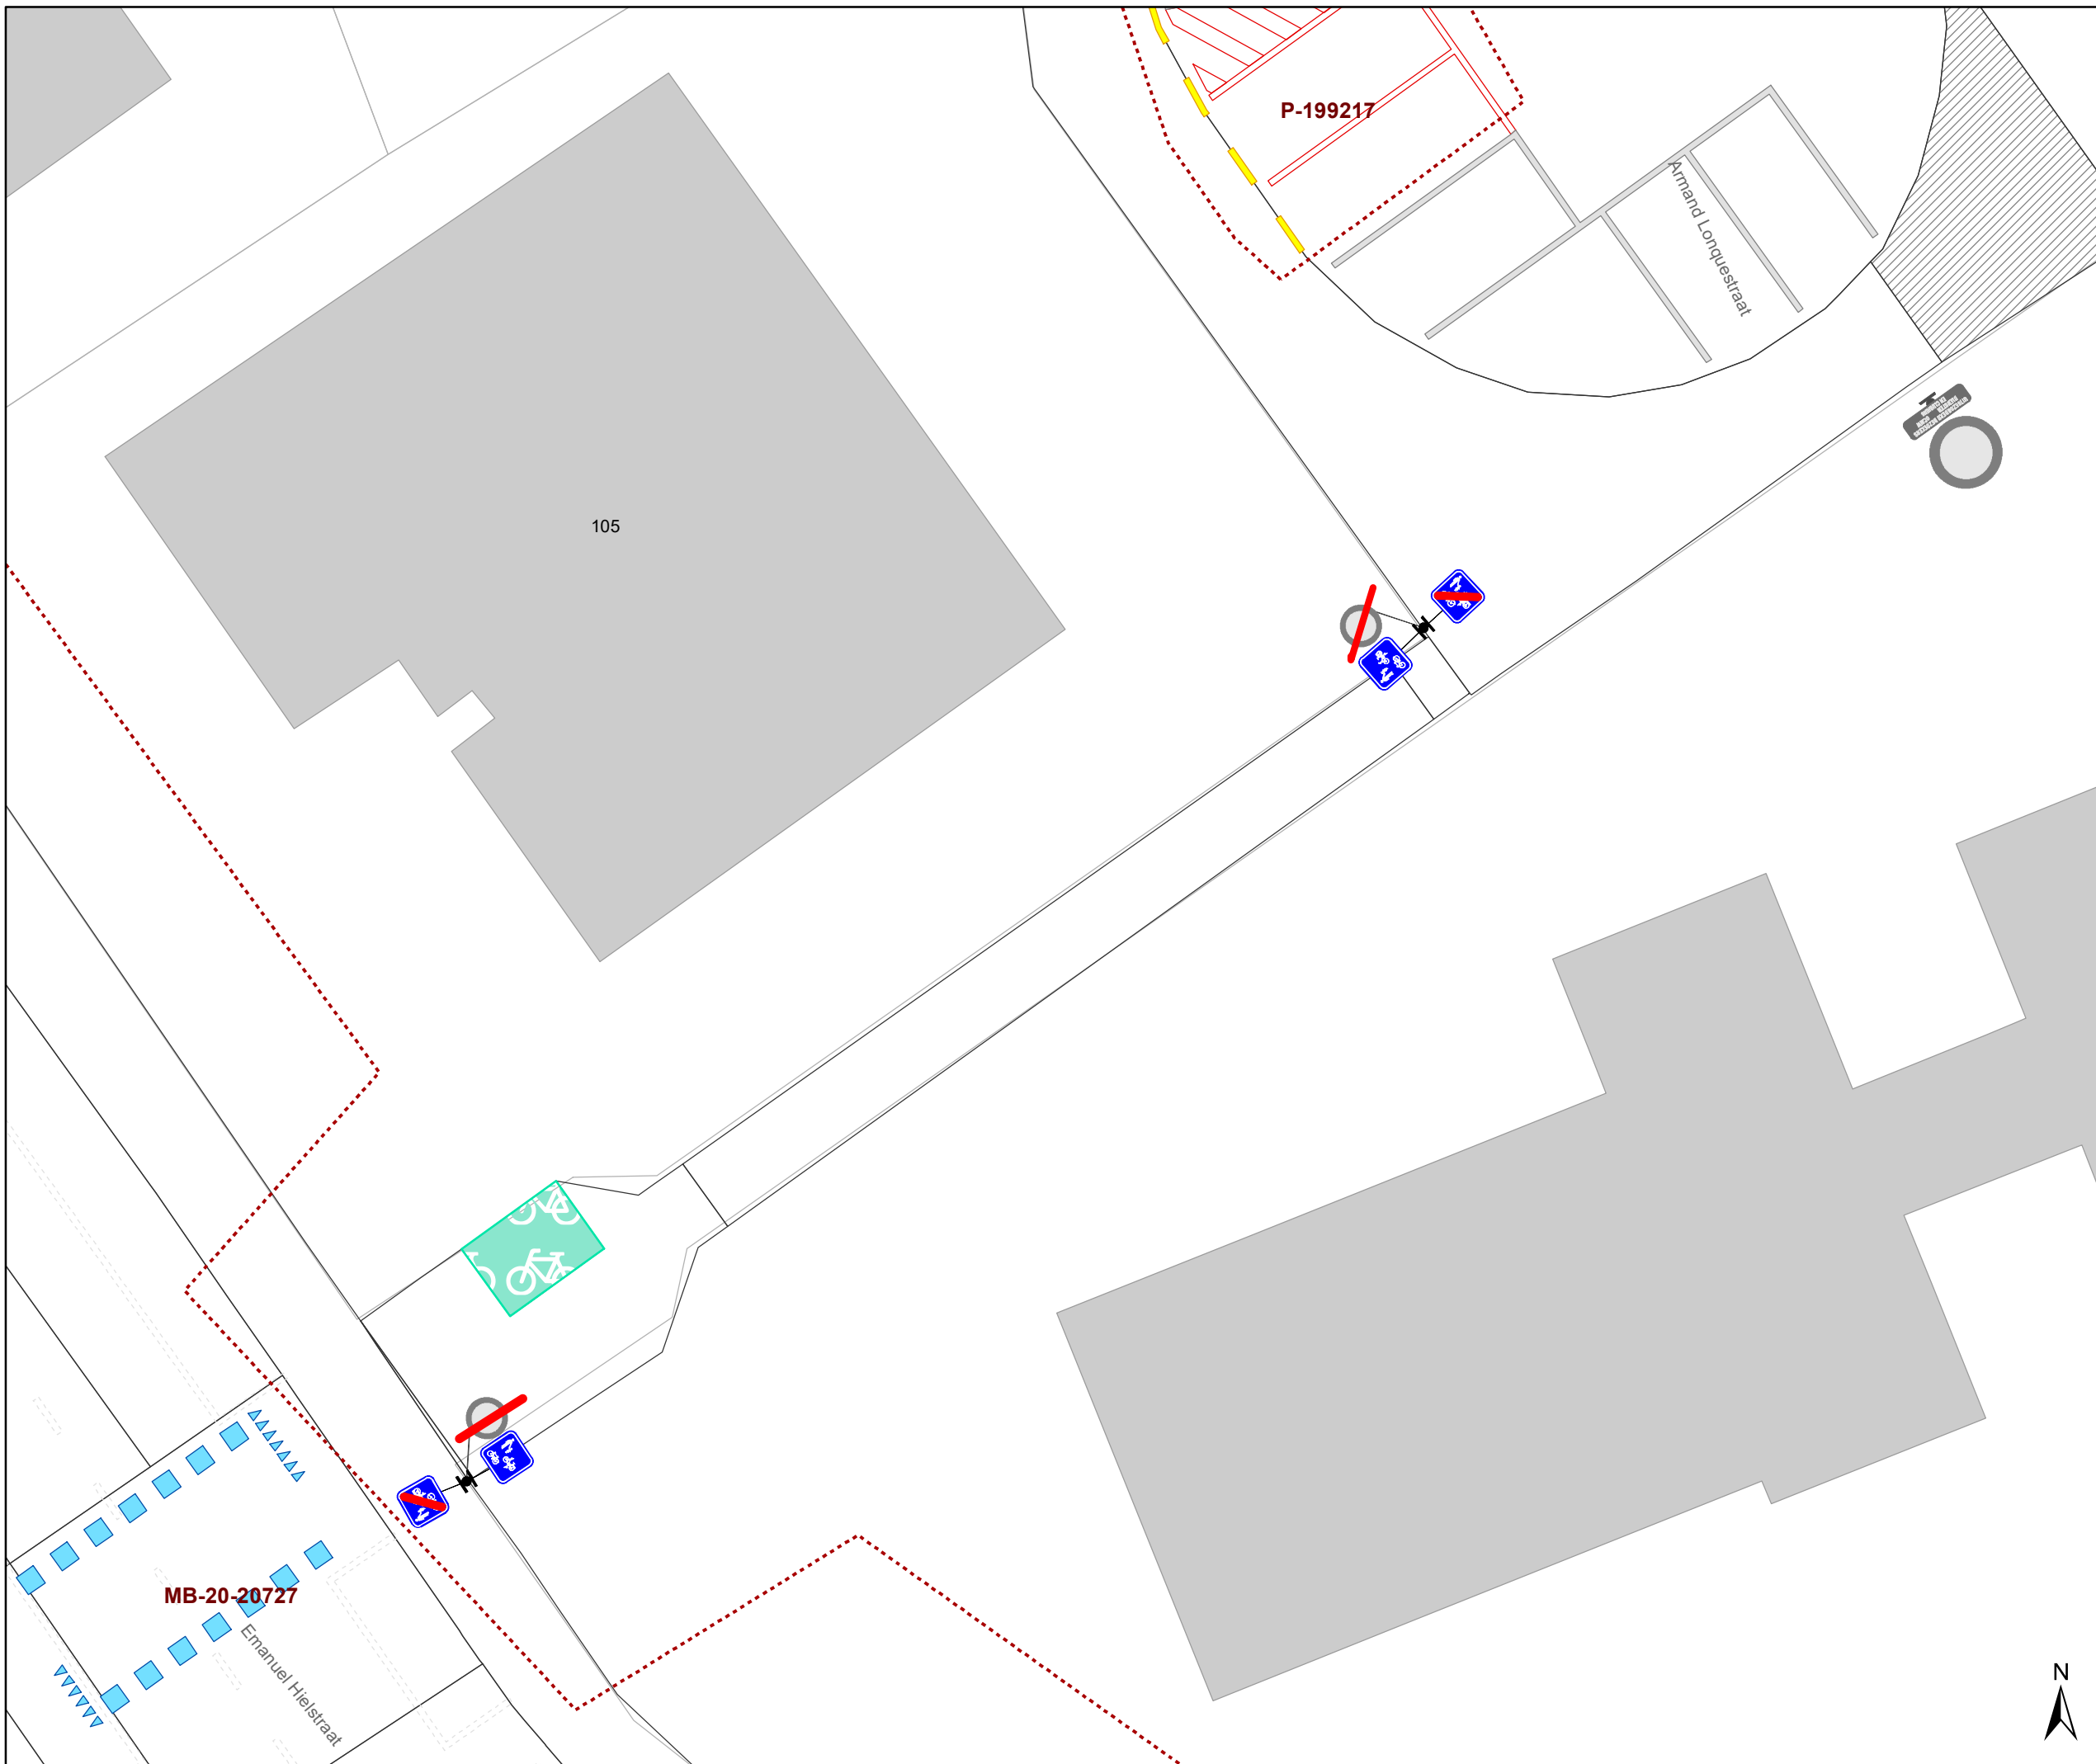 P-199217
Armand Lonquestraat
105
MB-20-20727
Emanuel Hielstraat
N